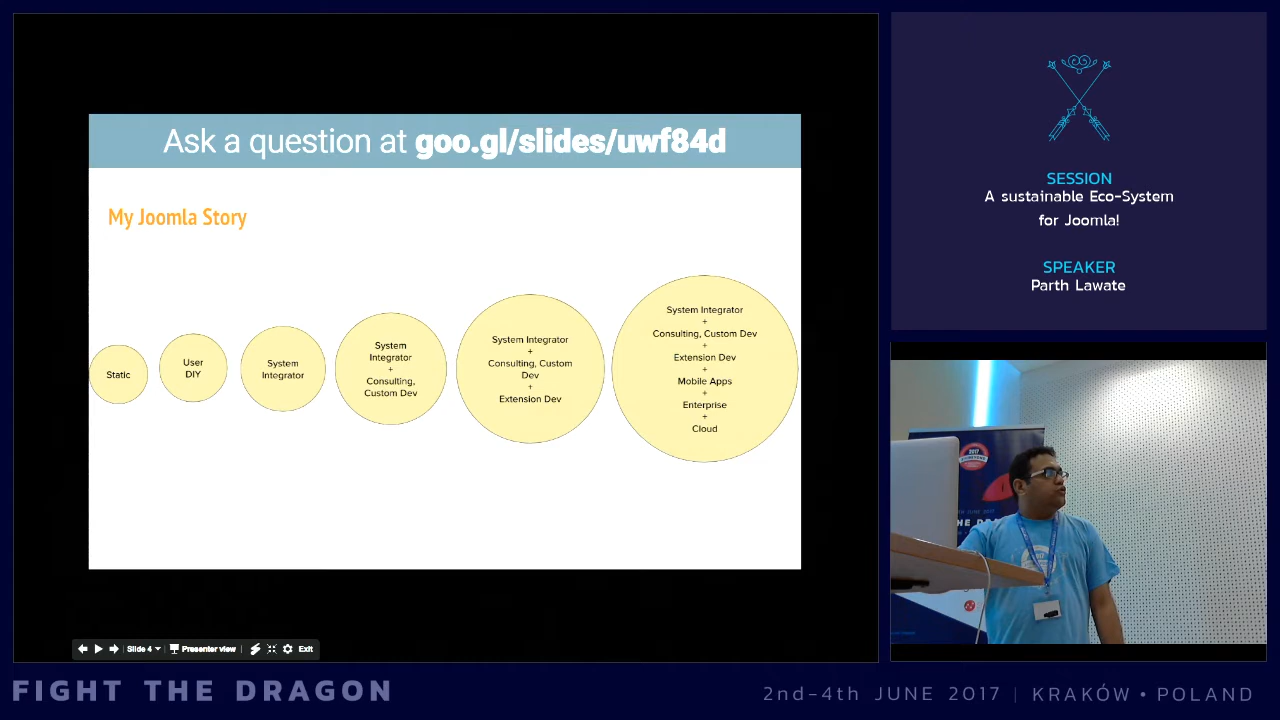 Ask a question at goo.gl/slides/uwf84d
My Joomla Story
Static
User
DIY
System
Integrator
System
Integrator
+
Consulting,
Custom Dev
System Integrator
+
Consulting, Custom
Dev
+
Extension Dev
System Integrator
+
Consulting, Custom Dev
+
Extension Dev
+
Mobile Apps
+
Enterprise
+
Cloud
Slide 4
Presenter view
Exit
SESSION
A sustainable Eco-System
for Joomla!
SPEAKER
Parth Lawate
2017
FIGHT THE DRAGON
2nd-4th JUNE 2017 | KRAKÓW • POLAND